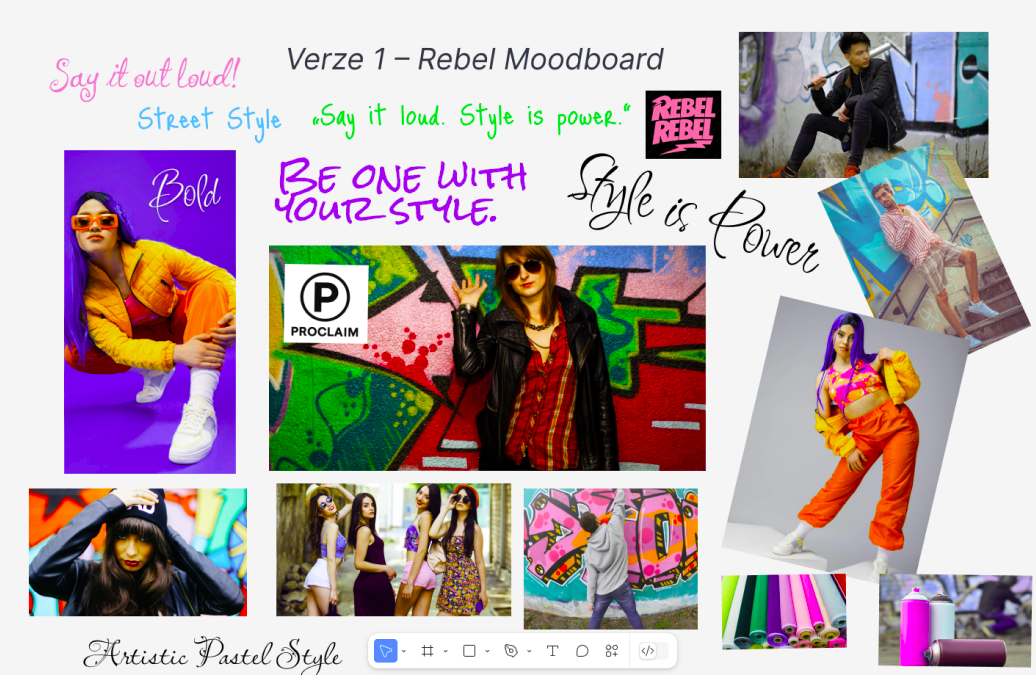 Verze 1 – Rebel Moodboard
Say it out loud!
Street Style
„Say it loud. Style is power.“
REBEL
REBEL
Bold
BE ONE WITH
YOUR STYLE.
Style is Power
P
PROCLAIM
Artistic Pastel Style
T